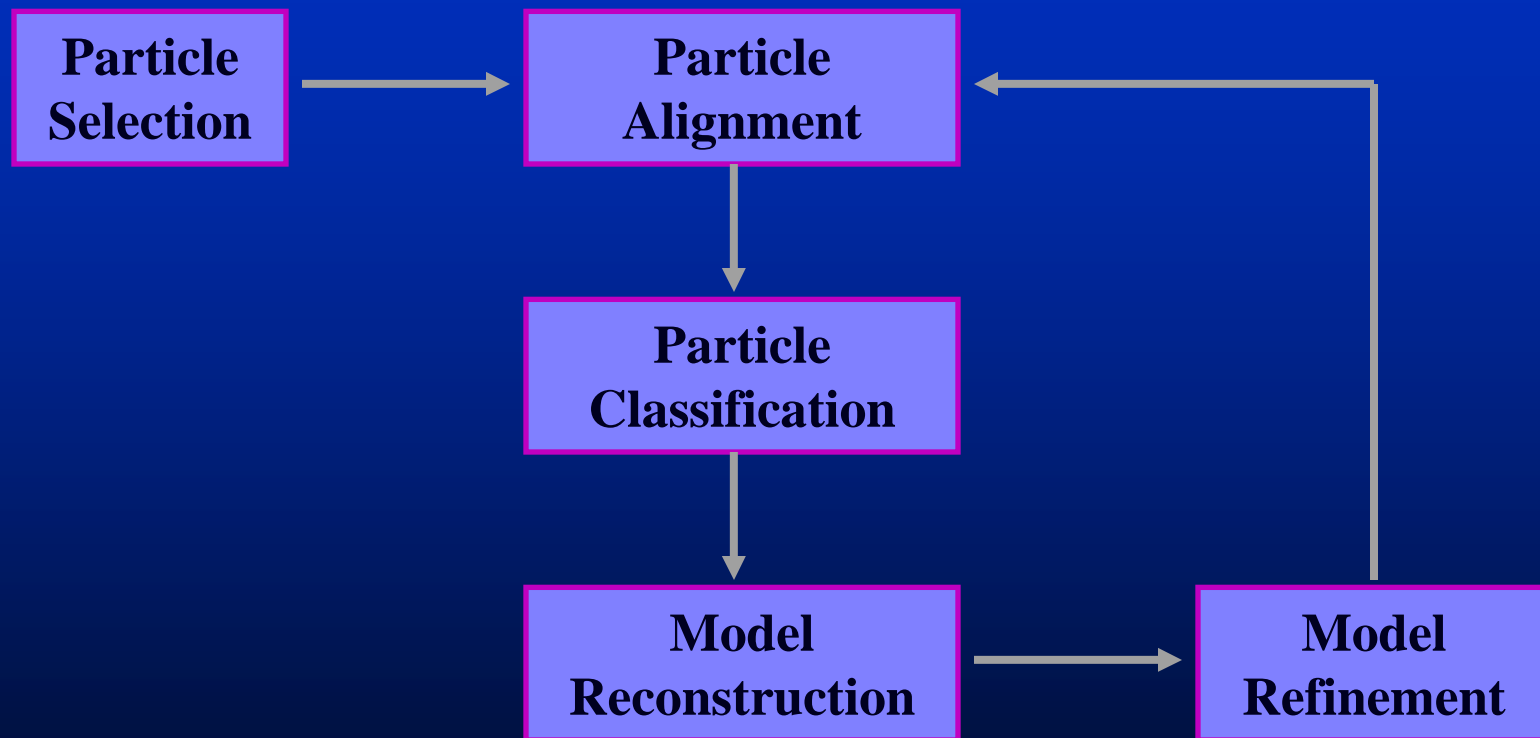 Particle
Selection
Particle
Alignment
Particle
Classification
Model
Reconstruction
Model
Refinement